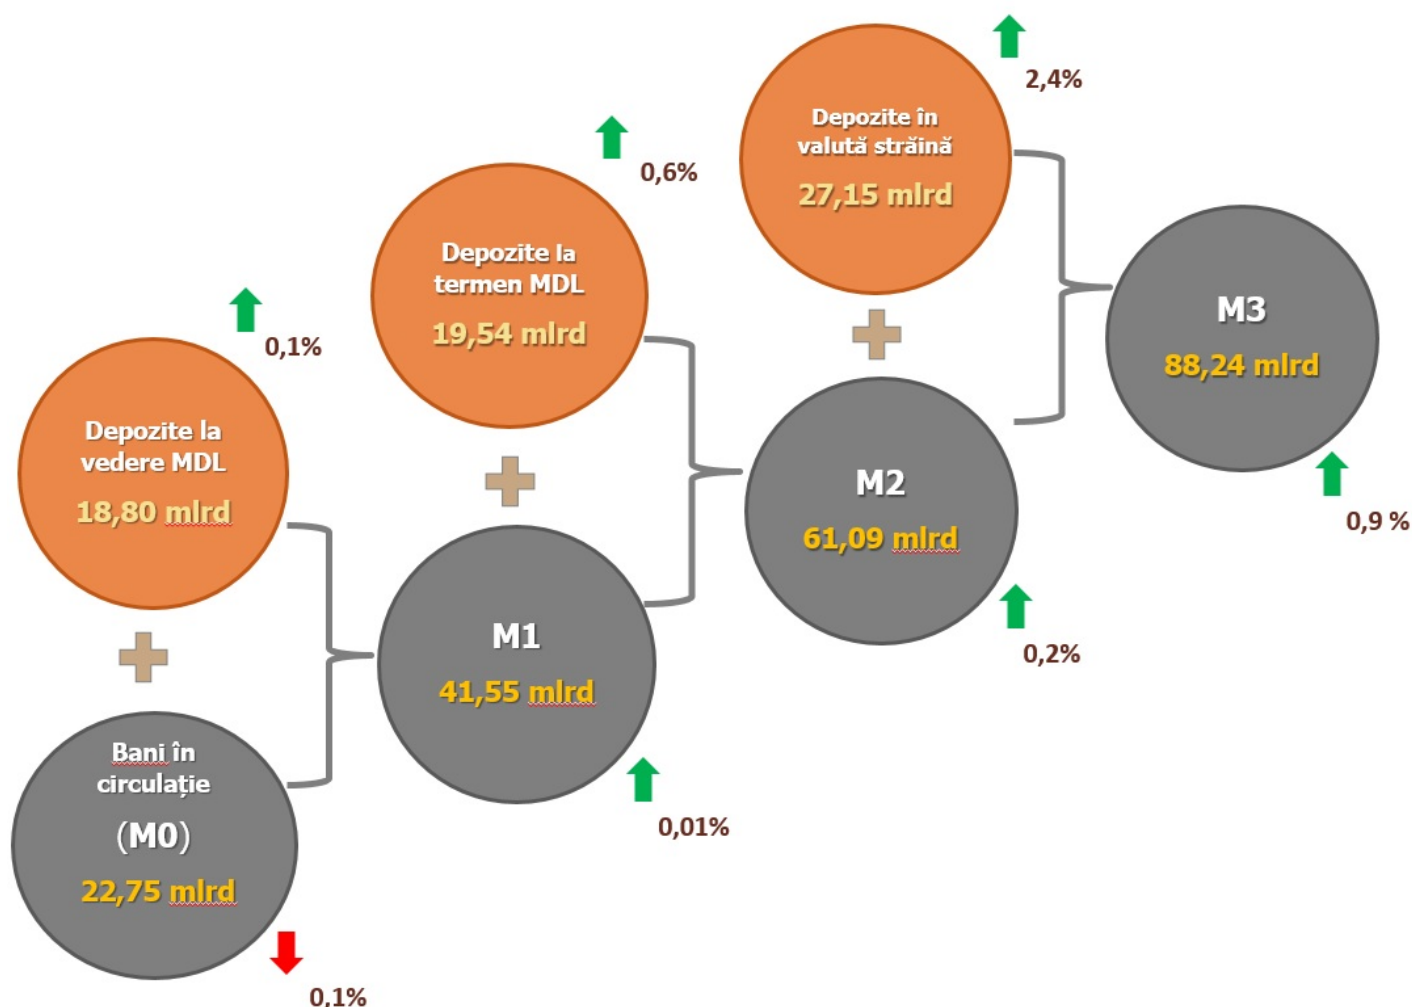 Depozite la
vedere MDL
18,80 mlrd
0,1%
Bani în
circulație
(M0)
22,75 mlrd
0,1%
Depozite la
termen MDL
19,54 mlrd
0,6%
M1
41,55 mlrd
0,01%
Depozite în
valută străină
27,15 mlrd
2,4%
M2
61,09 mlrd
0,2%
M3
88,24 mlrd
0,9 %